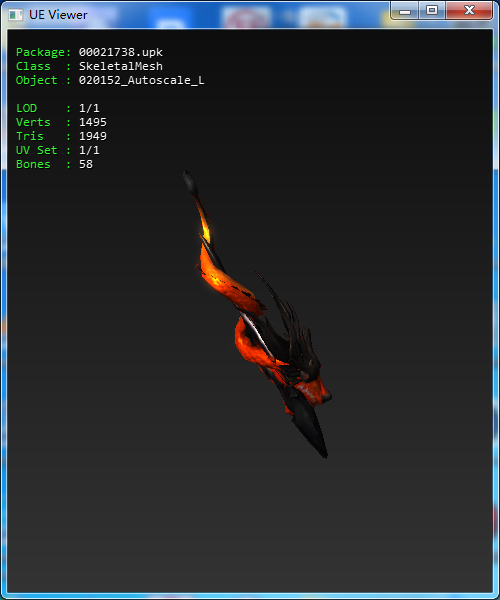 UE Viewer
Package: 00021738.upk
Class : SkeletalMesh
Object : 020152_Autoscale_L
LOD : 1/1
Verts : 1495
Tris : 1949
UV Set : 1/1
Bones : 58